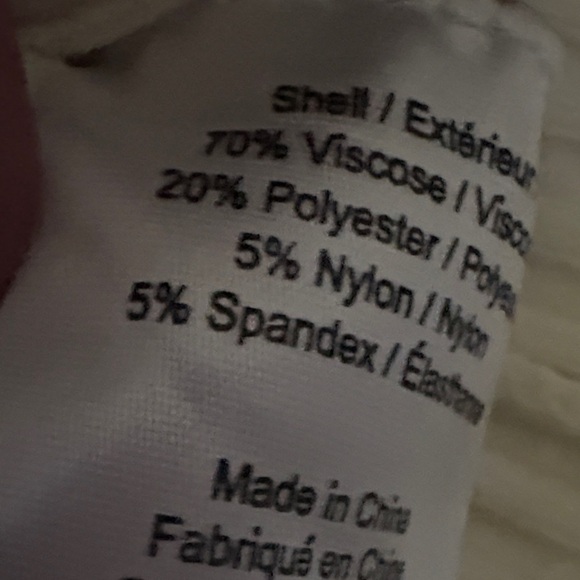 Shell / Extérieur
70% Viscose / Visco
20% Polyester / Polyes
5% Nylon / Nylon
5% Spandex / Élasthanne
Made in China
Fabriqué en Chine